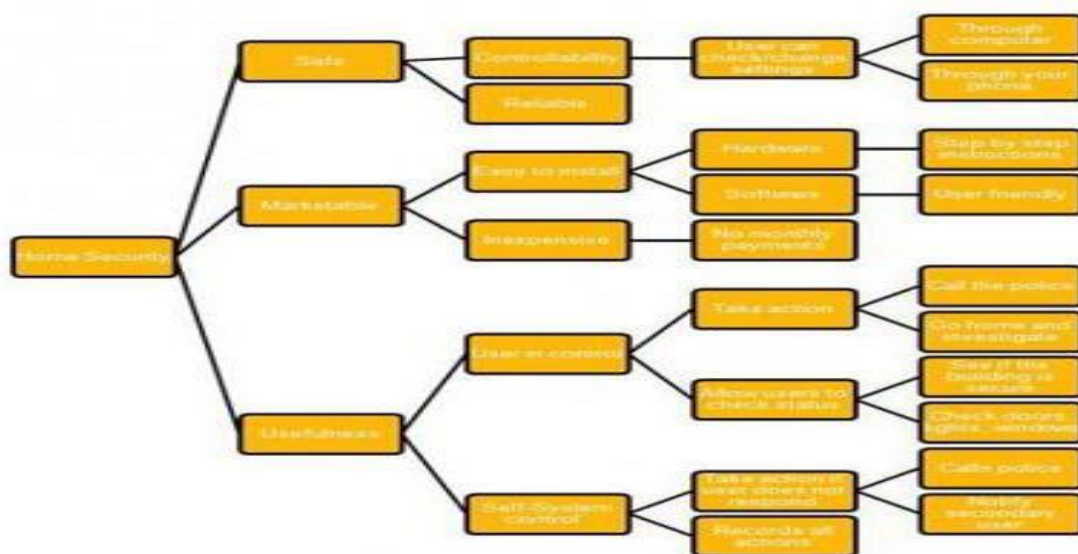 Home Security
Safe
Controllability
User can
check/change
settings
Through
computer
Through your
phone
Reliable
Marketable
Easy to install
Hardware
Step by step
instructions
Software
User friendly
Inexpensive
No monthly
payments
Usefulness
User in control
Take action
Call the police
Go home and
investigate
Allow users to
check status
See if the
building is
secure
Check doors,
lights, windows
Self-System
control
Take action if
user does not
respond
Calls police
Notify
secondary
user
Records all
actions